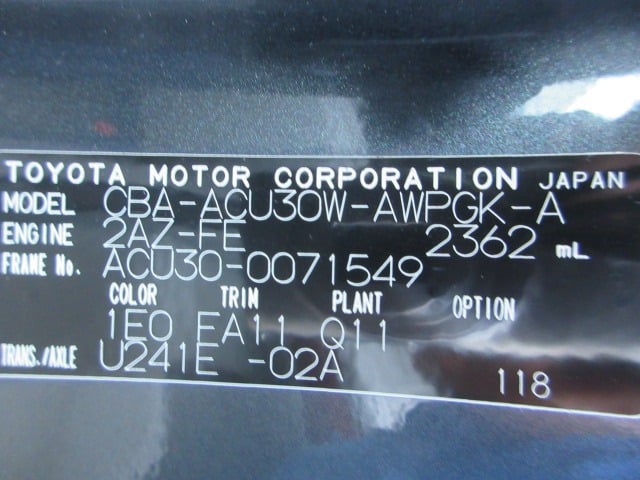 TOYOTA MOTOR CORPORATION JAPAN
MODEL CBA-ACU30W-AWPGK-A
ENGINE 2AZ-FE 2362 mL
FRAME No. ACU30-0071549
COLOR TRIM PLANT OPTION
1E0 EA11 Q11
TRANS./AXLE U241E -02A
118